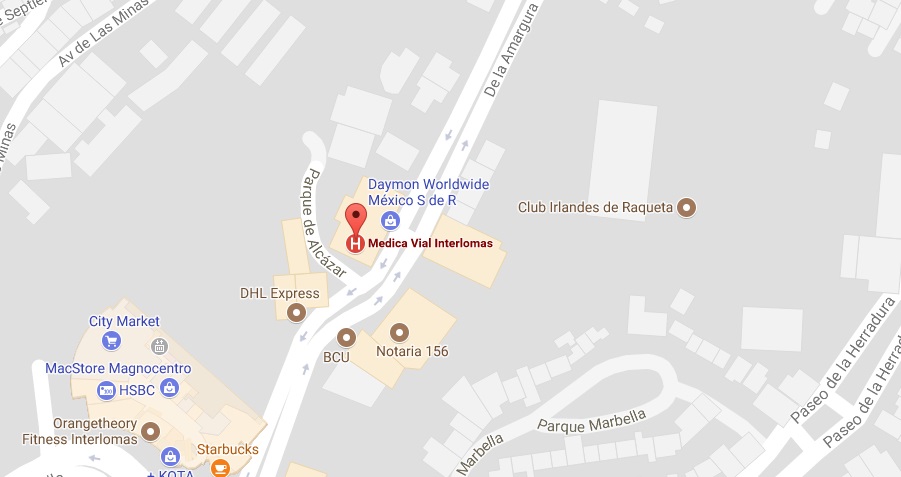 Av de Las Minas
De la Amargura
Parque de Alcázar
Daymon Worldwide
México S de R
H
Medica Vial Interlomas
Club Irlandes de Raqueta
DHL Express
City Market
BCU
Notaria 156
MacStore Magnocentro
HSBC
Orangetheory
Fitness Interlomas
Starbucks
+ KOTA
Parque Marbella
Marbella
Paseo de la Herradura
Paseo de la Herrad